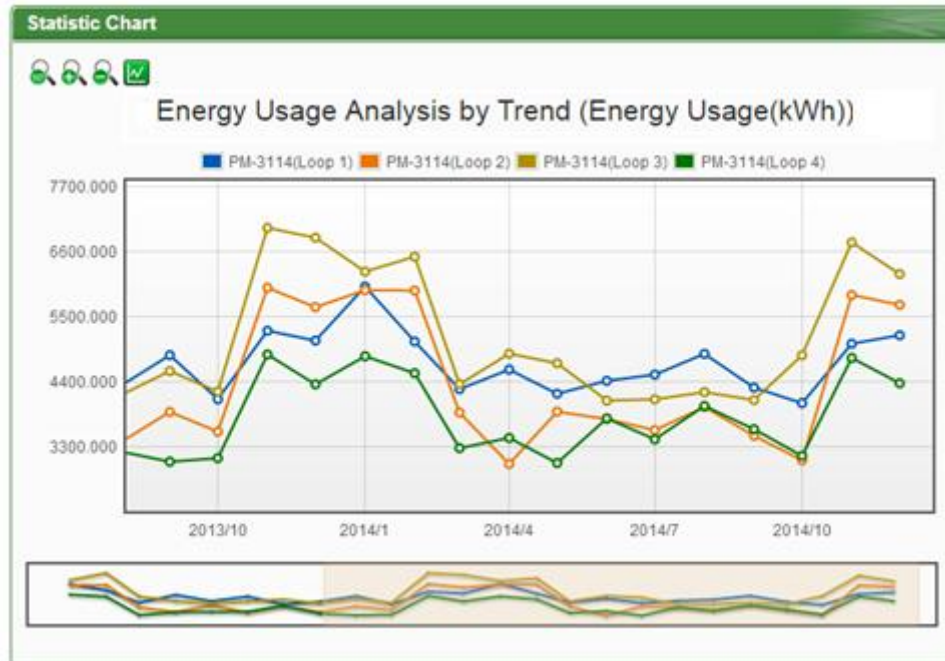 Statistic Chart
Energy Usage Analysis by Trend (Energy Usage(kWh))
PM-3114(Loop 1) PM-3114(Loop 2) PM-3114(Loop 3) PM-3114(Loop 4)
7700.000
6600.000
5500.000
4400.000
3300.000
2013/10 2014/1 2014/4 2014/7 2014/10